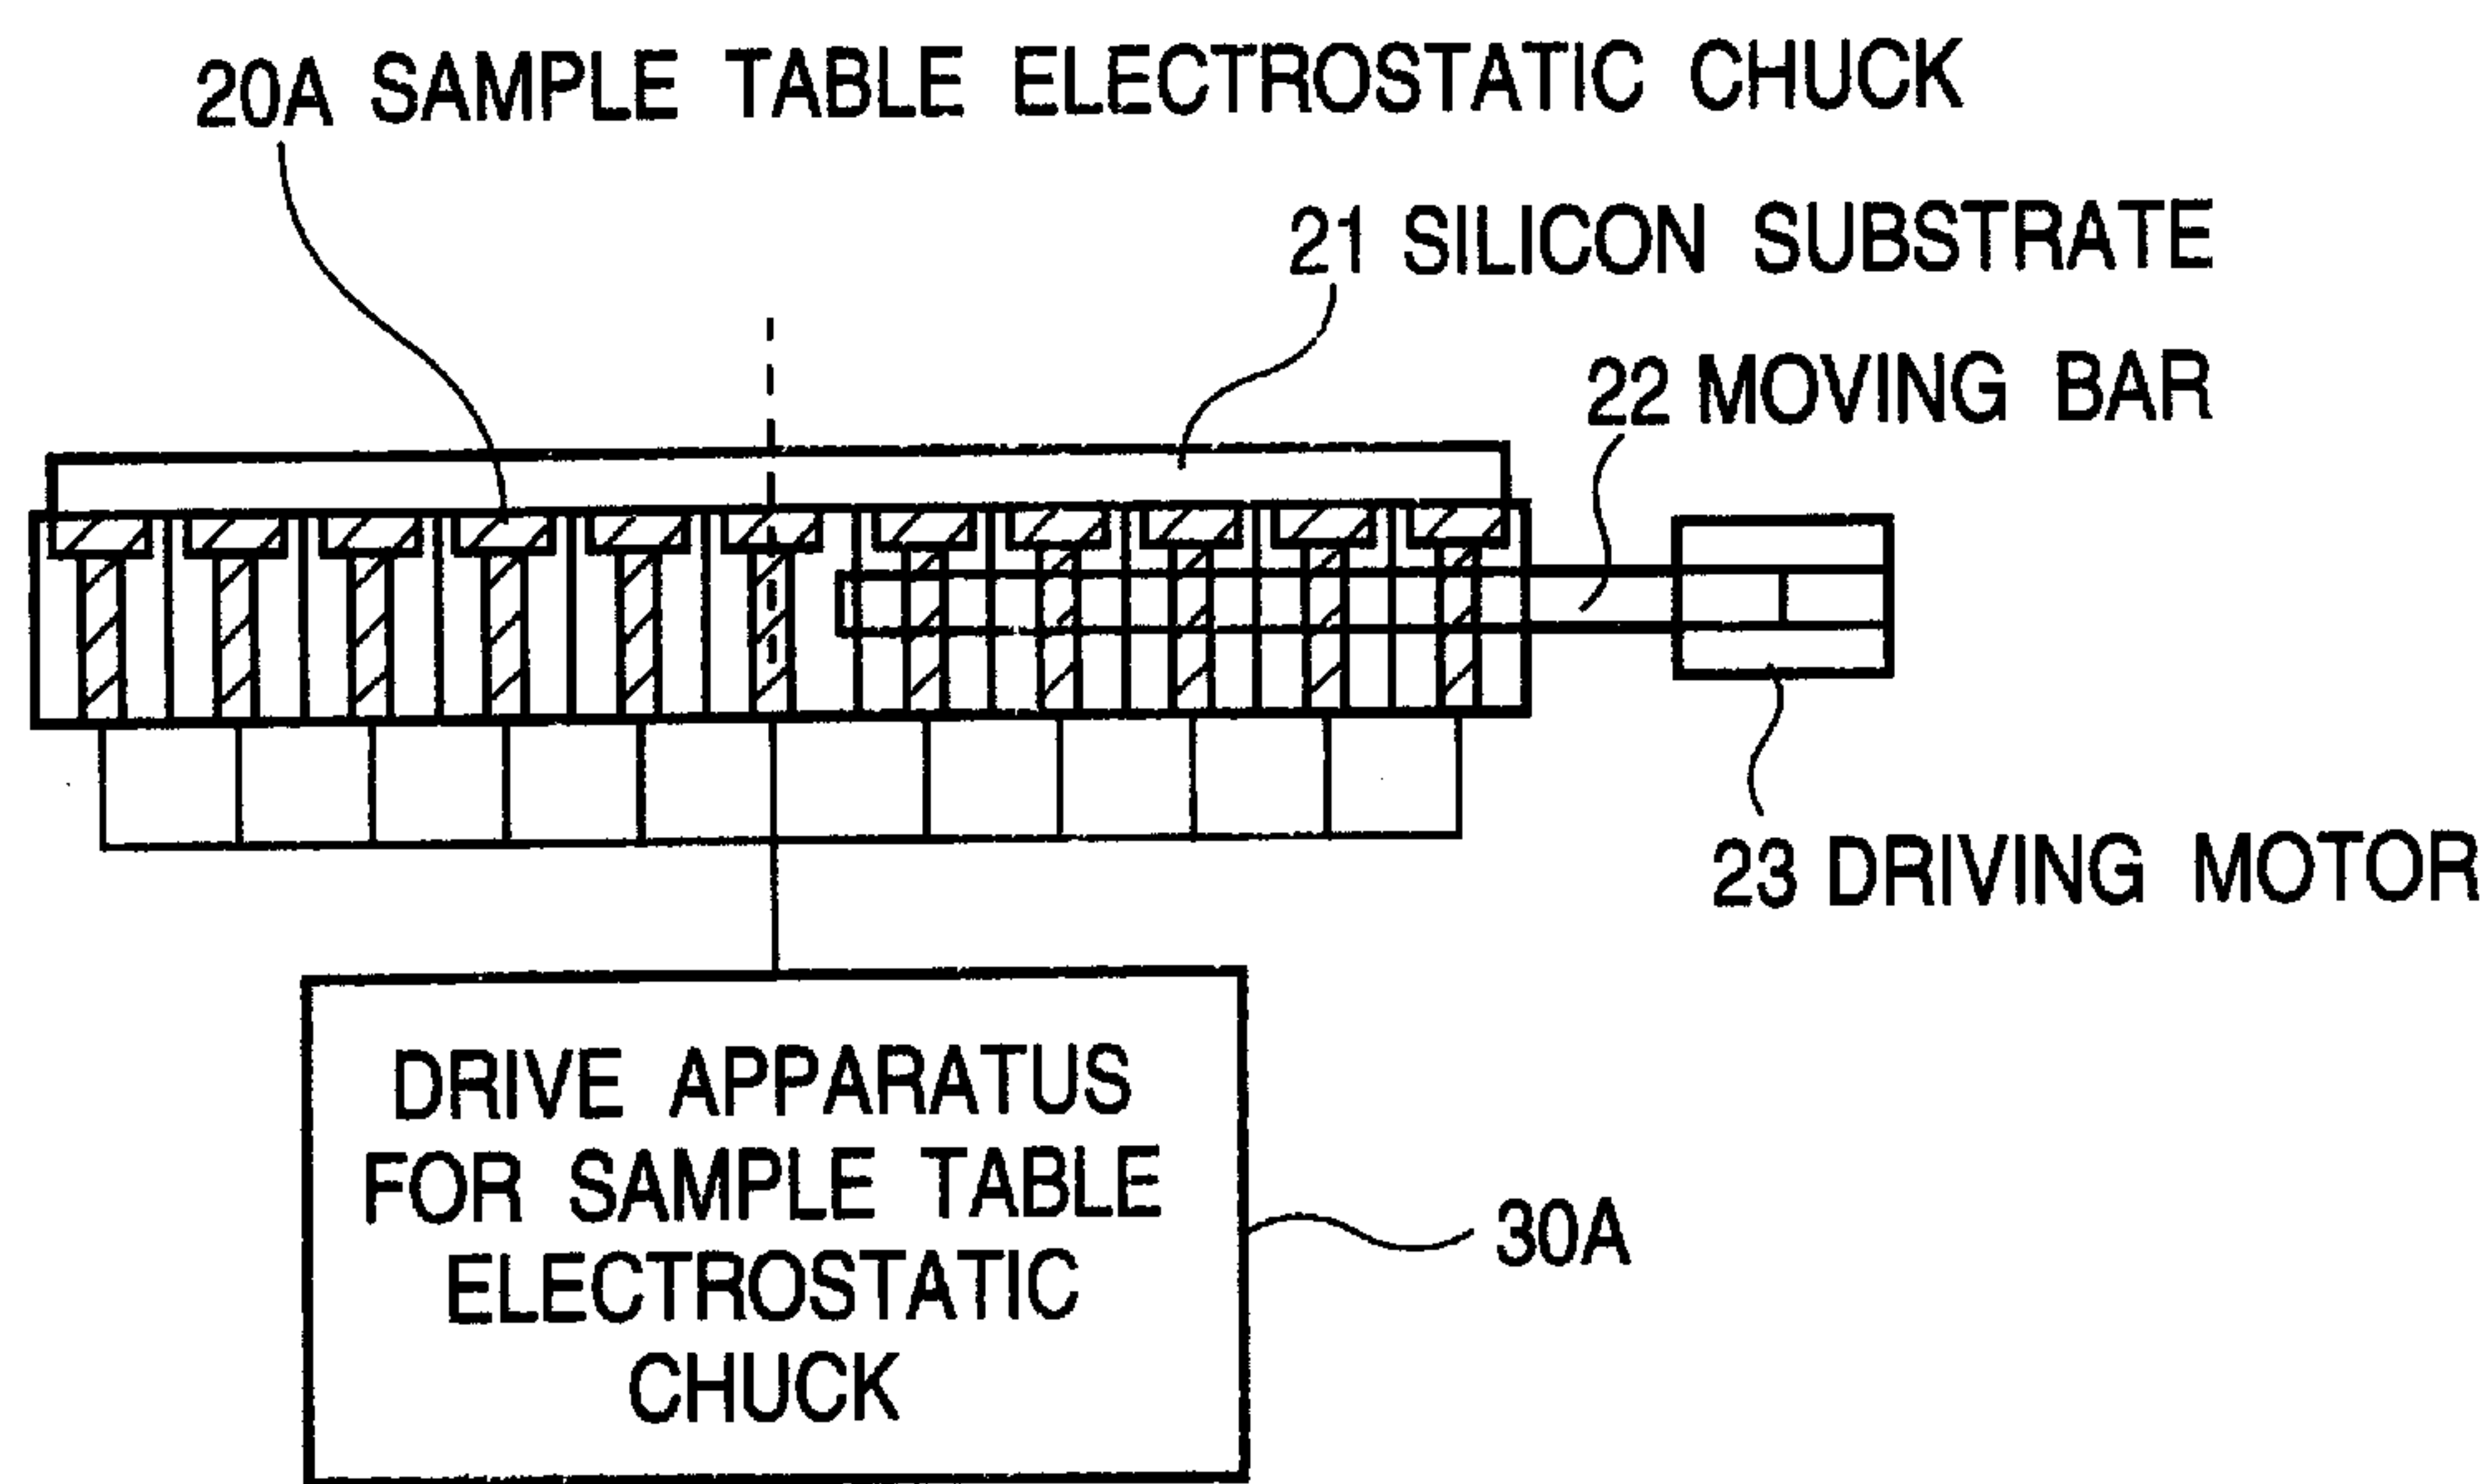 20A SAMPLE TABLE ELECTROSTATIC CHUCK
21 SILICON SUBSTRATE
22 MOVING BAR
23 DRIVING MOTOR
DRIVE APPARATUS
FOR SAMPLE TABLE
ELECTROSTATIC
CHUCK
30A